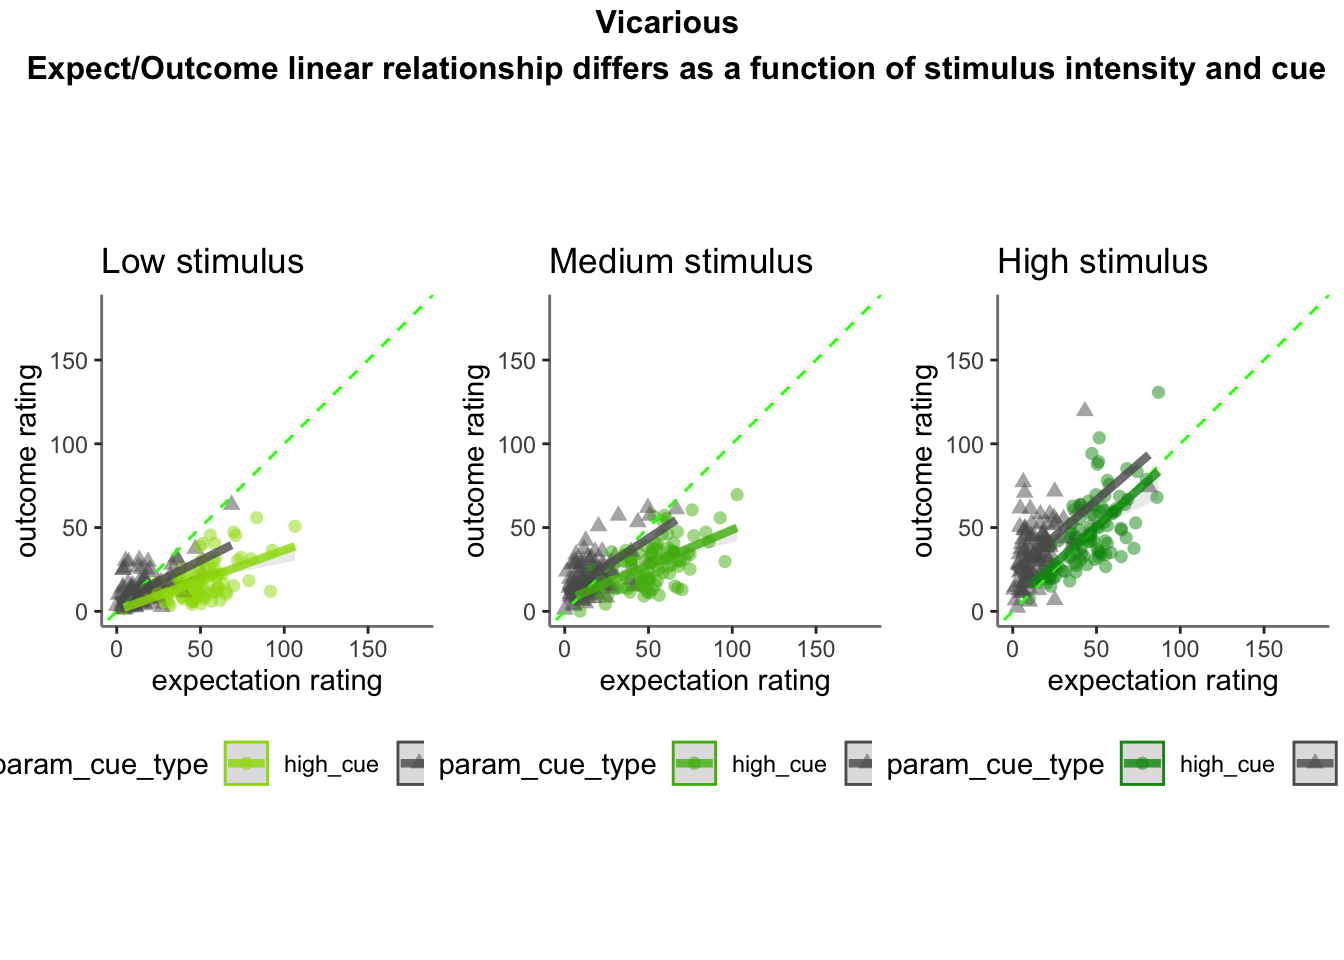 Vicarious
Expect/Outcome linear relationship differs as a function of stimulus intensity and cue
Low stimulus
150
100
50
0
outcome rating
0 50 100 150
expectation rating
param_cue_type high_cue
Medium stimulus
150
100
50
0
outcome rating
0 50 100 150
expectation rating
param_cue_type high_cue
High stimulus
150
100
50
0
outcome rating
0 50 100 150
expectation rating
param_cue_type high_cue